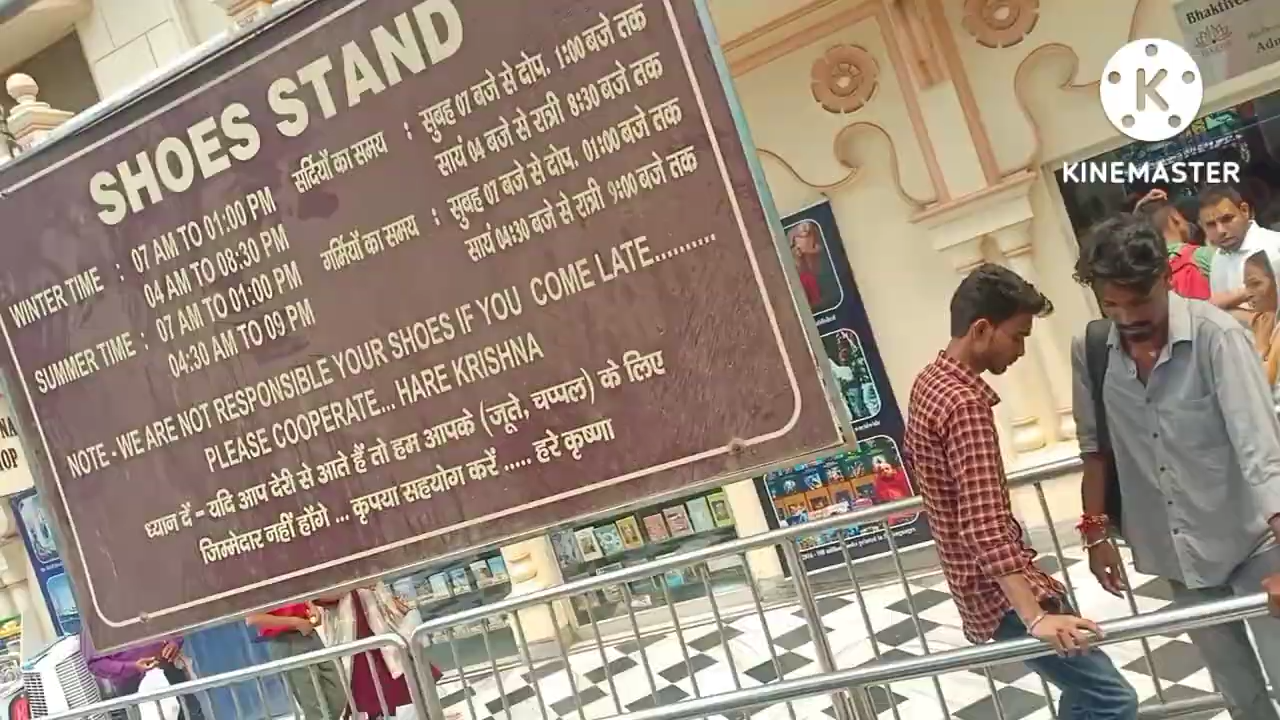 SHOES STAND
WINTER TIME : 07 AM TO 01:00 PM
04 AM TO 08:30 PM
SUMMER TIME : 07 AM TO 01:00 PM
04:30 AM TO 09 PM
सर्दियों का समय : सुबह 07 बजे से दोप. 1:00 बजे तक
सायं 04 बजे से रात्री 8:30 बजे तक
गर्मियों का समय : सुबह 07 बजे से दोप. 01:00 बजे तक
सायं 04:30 बजे से रात्री 9:00 बजे तक
NOTE - WE ARE NOT RESPONSIBLE YOUR SHOES IF YOU COME LATE.........
PLEASE COOPERATE... HARE KRISHNA
ध्यान दें - यदि आप देरी से आते हैं तो हम आपके (जूते, चप्पल) के लिए
जिम्मेदार नहीं होंगे ... कृपया सहयोग करें ..... हरे कृष्णा
K
KINEMASTER